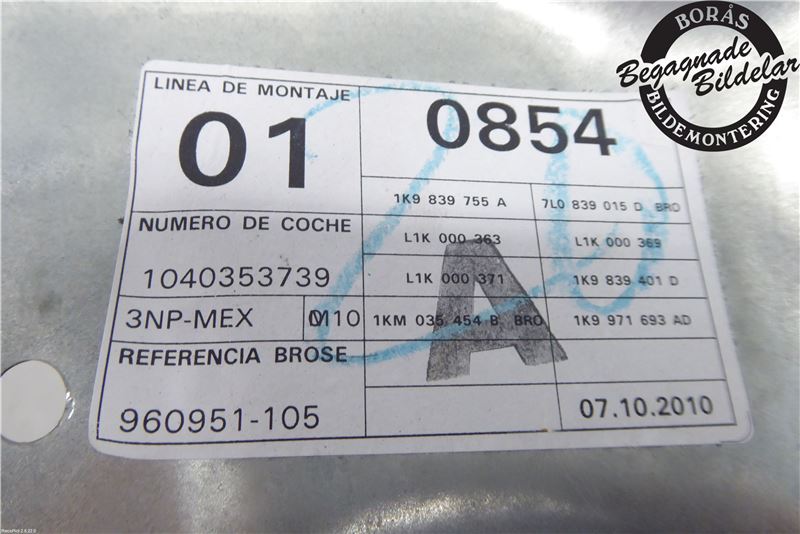 LINEA DE MONTAJE
01
0854
1K9 839 755 A
7L0 839 015 D BRO
NUMERO DE COCHE
L1K 000 363
L1K 000 369
1040353739
L1K 000 371
1K9 839 401 D
3NP-MEX
M10
1KM 035 454 B BRO
1K9 971 693 AD
REFERENCIA BROSE
960951-105
07.10.2010
A
BORÅS
Begagnade
Bildelar
BILDEMONTERING